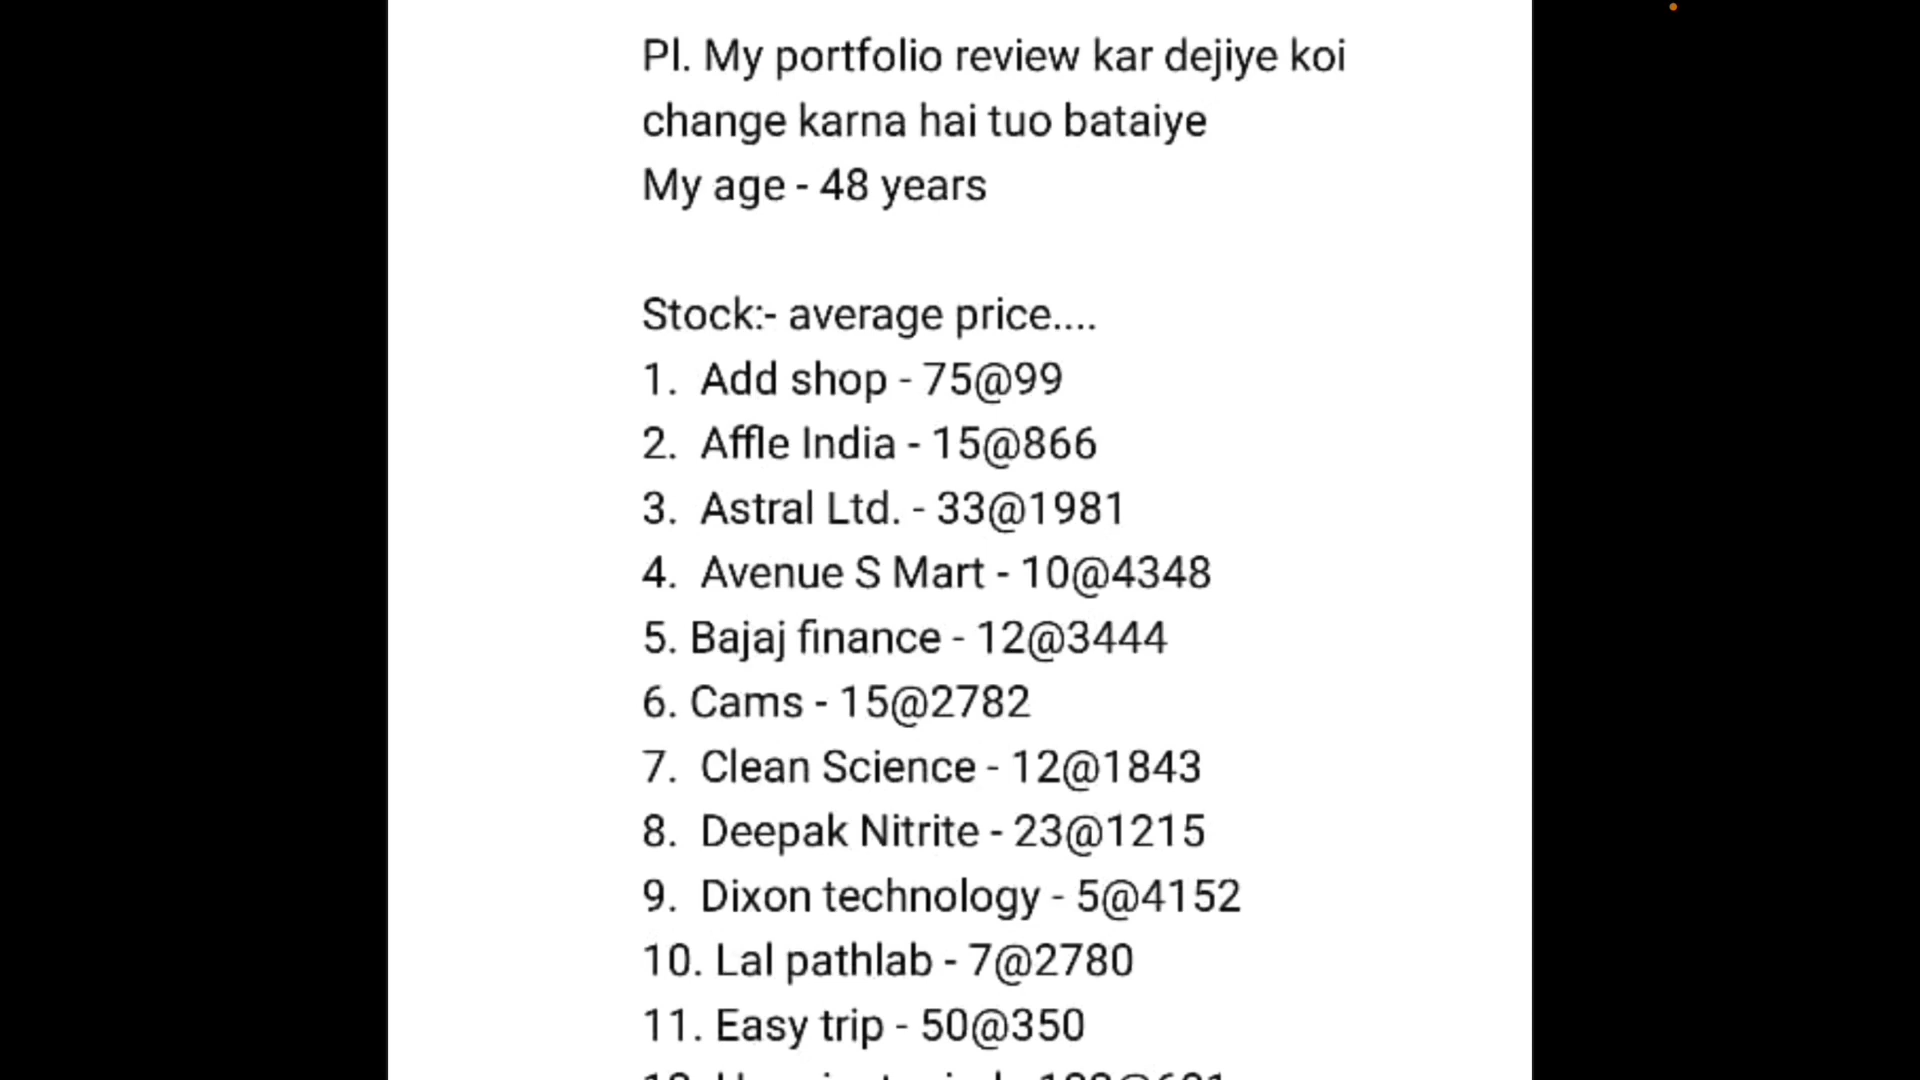 Pl. My portfolio review kar dejiye koi
change karna hai tuo bataiye
My age - 48 years
Stock:- average price....
1. Add shop - 75@99
2. Affle India - 15@866
3. Astral Ltd. - 33@1981
4. Avenue S Mart - 10@4348
5. Bajaj finance - 12@3444
6. Cams - 15@2782
7. Clean Science - 12@1843
8. Deepak Nitrite - 23@1215
9. Dixon technology - 5@4152
10. Lal pathlab - 7@2780
11. Easy trip - 50@350